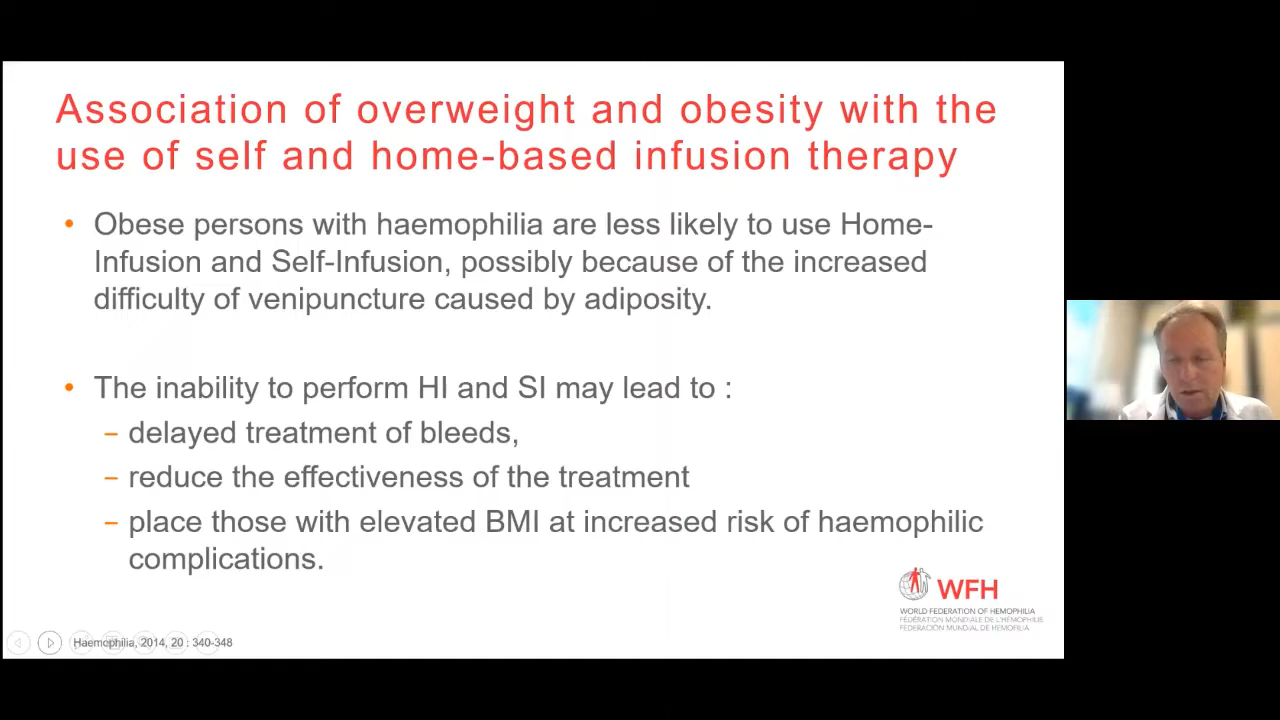 Association of overweight and obesity with the
use of self and home-based infusion therapy
• Obese persons with haemophilia are less likely to use Home-
Infusion and Self-Infusion, possibly because of the increased
difficulty of venipuncture caused by adiposity.
• The inability to perform HI and SI may lead to :
– delayed treatment of bleeds,
– reduce the effectiveness of the treatment
– place those with elevated BMI at increased risk of haemophilic
complications.
WFH
WORLD FEDERATION OF HEMOPHILIA
FÉDÉRATION MONDIALE DE L'HÉMOPHILIE
FEDERACIÓN MUNDIAL DE HEMOFILIA
Haemophilia, 2014, 20 : 340-348